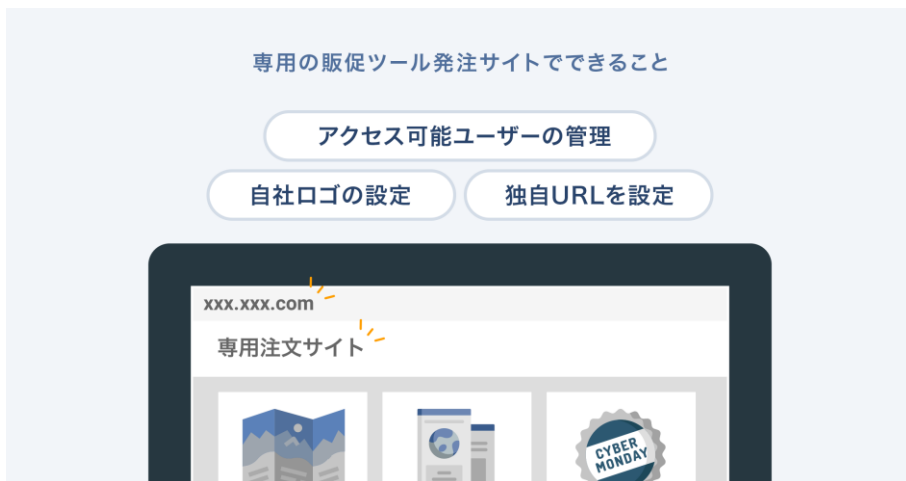 専用の販促ツール発注サイトでできること
アクセス可能ユーザーの管理
自社ロゴの設定
独自URLを設定
xxx.xxx.com
専用注文サイト
CYBER
MONDAY